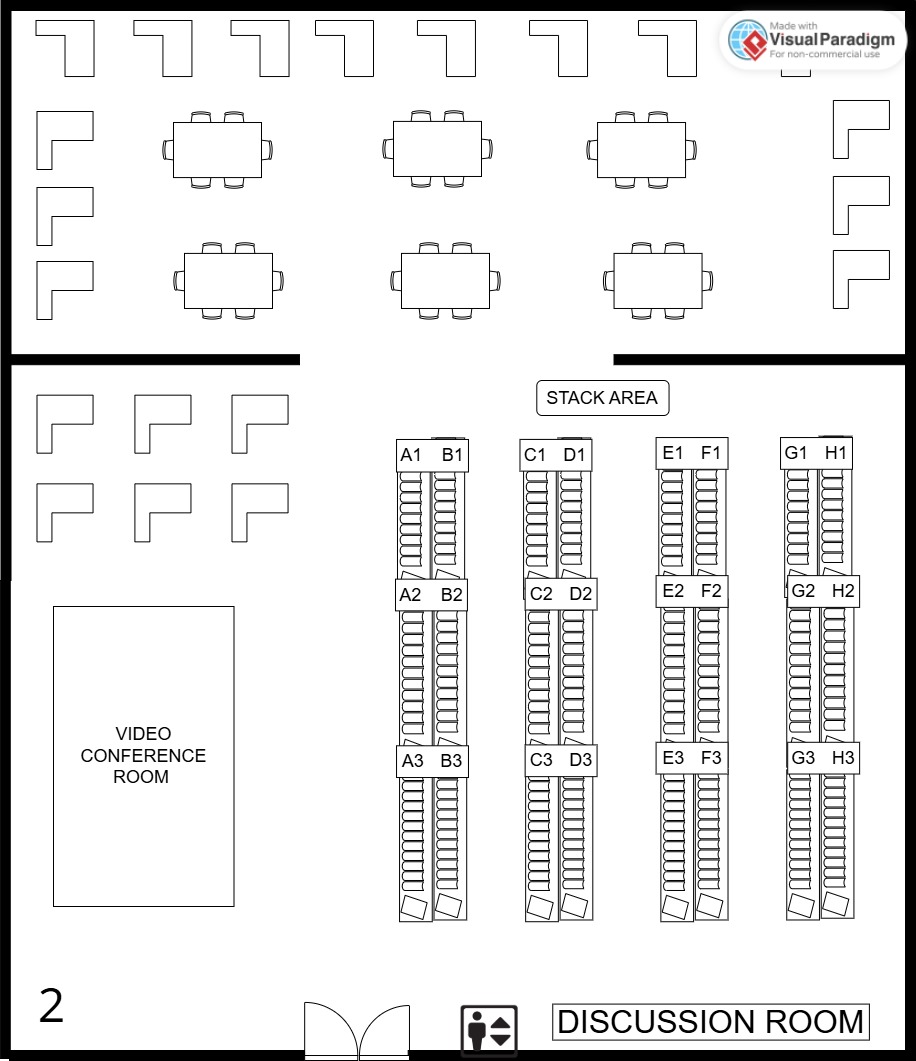 Made with
VisualParadigm
For non-commercial use
STACK AREA
A1 B1
C1 D1
E1 F1
G1 H1
A2 B2
C2 D2
E2 F2
G2 H2
VIDEO
CONFERENCE
ROOM
A3 B3
C3 D3
E3 F3
G3 H3
2
DISCUSSION ROOM